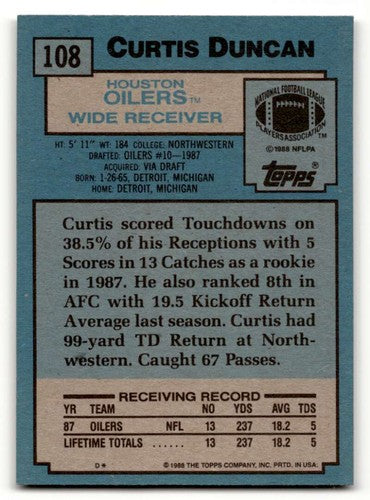 108 CURTIS DUNCAN
HOUSTON
OILERS™
WIDE RECEIVER
NATIONAL FOOTBALL LEAGUE
PLAYERS ASSOCIATION™
©1988 NFLPA
Topps®
HT: 5' 11" WT: 184 COLLEGE: NORTHWESTERN
DRAFTED: OILERS #10—1987
ACQUIRED: VIA DRAFT
BORN: 1-26-65, DETROIT, MICHIGAN
HOME: DETROIT, MICHIGAN
Curtis scored Touchdowns on
38.5% of his Receptions with 5
Scores in 13 Catches as a rookie
in 1987. He also ranked 8th in
AFC with 19.5 Kickoff Return
Average last season. Curtis had
99-yard TD Return at North-
western. Caught 67 Passes.
RECEIVING RECORD
YR TEAM NO YDS AVG TDS
87 OILERS NFL 13 237 18.2 5
LIFETIME TOTALS ...... 13 237 18.2 5
D* © 1988 THE TOPPS COMPANY, INC. PRTD. IN USA.